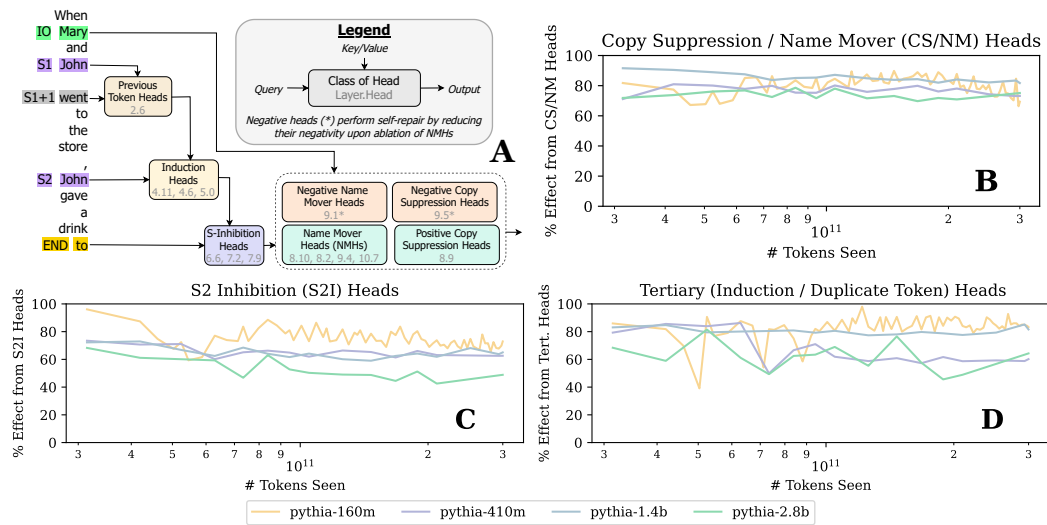 When
IO Mary
and
S1 John
S1+1 went
to
the
store
,
S2 John
gave
a
drink
END to
Previous
Token Heads
2.6
Induction
Heads
4.11, 4.6, 5.0
S-Inhibition
Heads
6.6, 7.2, 7.9
Legend
Key/Value
Query
Class of Head
Layer.Head
Output
Negative heads (*) perform self-repair by reducing
their negativity upon ablation of NMHs
A
Negative Name
Mover Heads
9.1*
Negative Copy
Suppression Heads
9.5*
Name Mover
Heads (NMHs)
8.10, 8.2, 9.4, 10.7
Positive Copy
Suppression Heads
8.9
Copy Suppression / Name Mover (CS/NM) Heads
% Effect from CS/NM Heads
100
80
60
40
20
0
3 4 5 6 7 8 9 10¹¹ 2 3
# Tokens Seen
B
S2 Inhibition (S2I) Heads
% Effect from S2I Heads
100
80
60
40
20
0
3 4 5 6 7 8 9 10¹¹ 2 3
# Tokens Seen
C
Tertiary (Induction / Duplicate Token) Heads
% Effect from Tert. Heads
100
80
60
40
20
0
3 4 5 6 7 8 9 10¹¹ 2 3
# Tokens Seen
D
pythia-160m pythia-410m pythia-1.4b pythia-2.8b